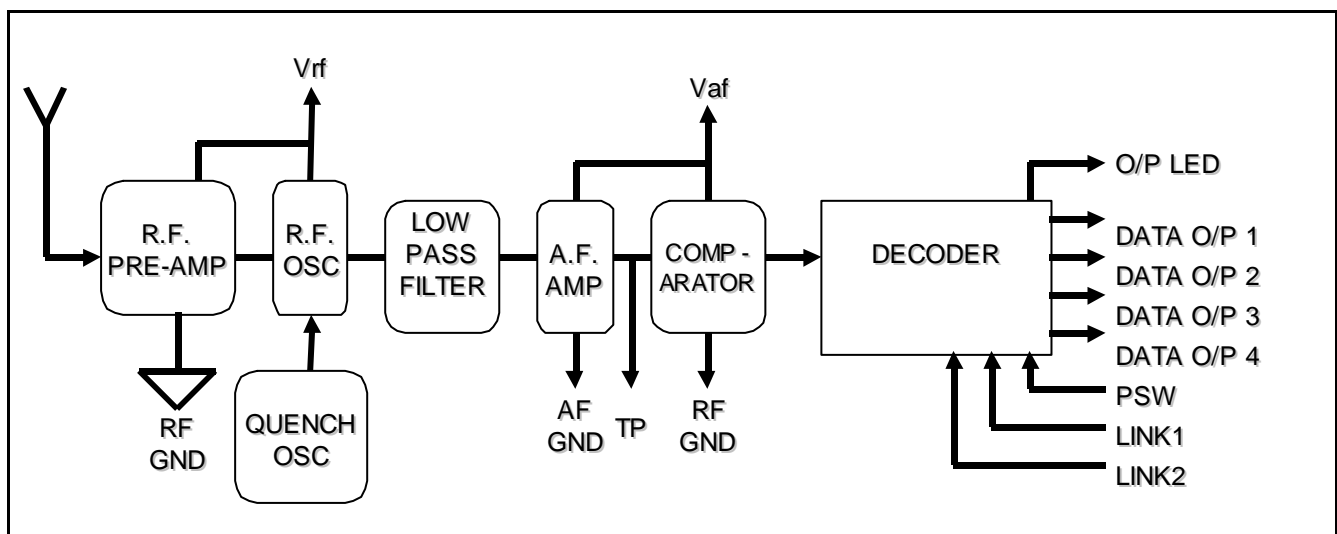 Vrf
Vaf
R.F.
PRE-AMP
R.F.
OSC
LOW
PASS
FILTER
A.F.
AMP
COMP -
ARATOR
DECODER
O/P LED
DATA O/P 1
DATA O/P 2
DATA O/P 3
DATA O/P 4
PSW
LINK1
LINK2
RF
GND
QUENCH
OSC
AF
GND
TP
RF
GND